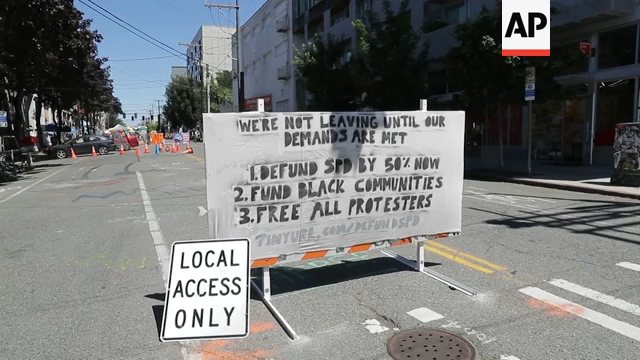 AP
WE'RE NOT LEAVING UNTIL OUR
DEMANDS ARE MET
1. DEFUND SPD BY 50% NOW
2. FUND BLACK COMMUNITIES
3. FREE ALL PROTESTERS
TINYURL.COM/DEFUNDSPD
LOCAL
ACCESS
ONLY